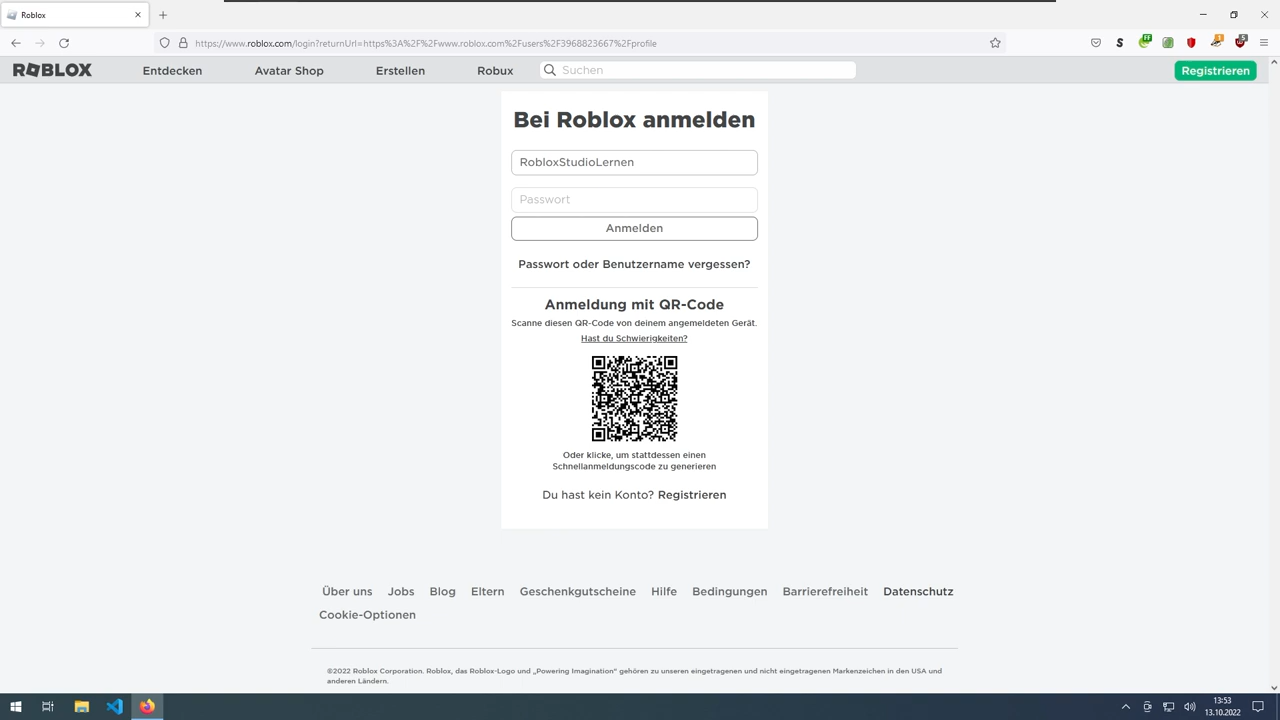 Roblox
https://www.roblox.com/login?returnUrl=https%3A%2F%2Fwww.roblox.com%2Fusers%2F3968823667%2Fprofile
FF
1
5
ROBLOX
Entdecken
Avatar Shop
Erstellen
Robux
Suchen
Registrieren
Bei Roblox anmelden
RobloxStudioLernen
Passwort
Anmelden
Passwort oder Benutzername vergessen?
Anmeldung mit QR-Code
Scanne diesen QR-Code von deinem angemeldeten Gerät.
Hast du Schwierigkeiten?
Oder klicke, um stattdessen einen
Schnellanmeldungscode zu generieren
Du hast kein Konto? Registrieren
Über uns Jobs Blog Eltern Geschenkgutscheine Hilfe Bedingungen Barrierefreiheit Datenschutz
Cookie-Optionen
©2022 Roblox Corporation. Roblox, das Roblox-Logo und „Powering Imagination" gehören zu unseren eingetragenen und nicht eingetragenen Markenzeichen in den USA und
anderen Ländern.
13:53
13.10.2022